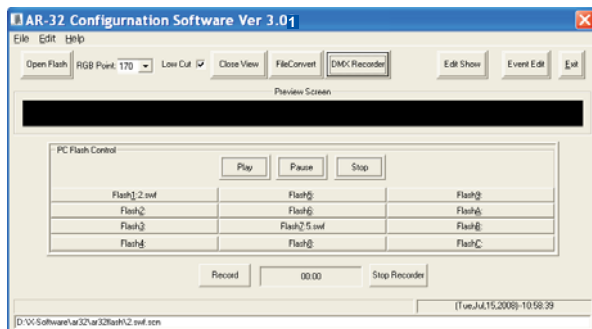 AR-32 Configurnation Software Ver 3.01
File Edit Help
Open Flash RGB Point: 170 Low Cut Close View FileConvert DMX Recorder Edit Show Event Edit Exit
Preview Screen
PC Flash Control
Play Pause Stop
Flash1:2.swf Flash5: Flash9:
Flash2: Flash6: FlashA:
Flash3: Flash7:5.swf FlashB:
Flash4: Flash8: FlashC:
Record 00:00 Stop Recorder
(Tue,Jul,15,2008)-10:58:39
D:\X-Software\ar32\ar32flash\2.swf.scn